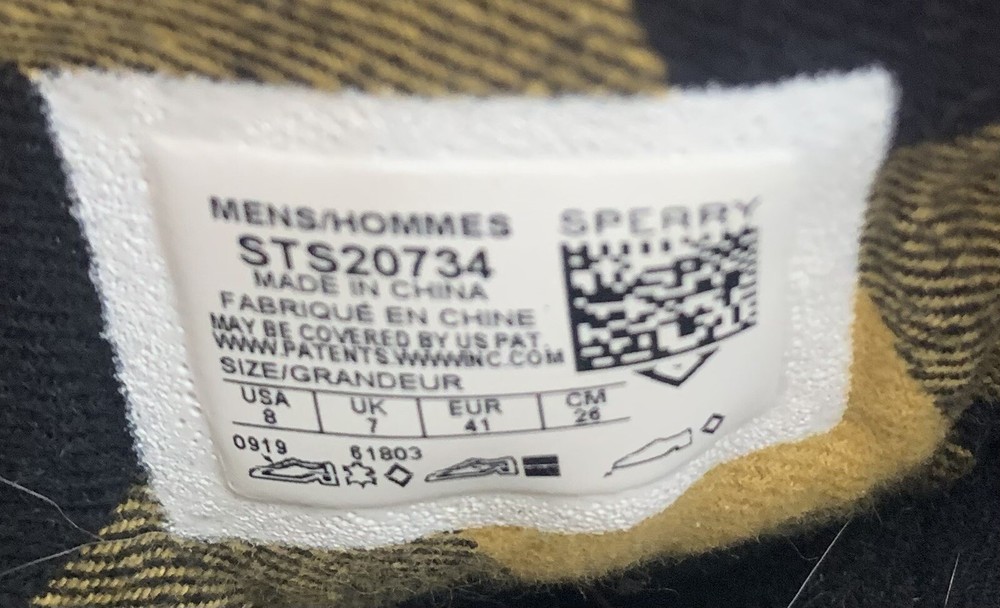 MENS/HOMMES
STS20734
MADE IN CHINA
FABRIQUÉ EN CHINE
MAY BE COVERED BY US PAT.
WWW.PATENTS.WWWINC.COM
SIZE/GRANDEUR
USA UK EUR CM
8 7 41 26
0919 61803
SPERRY